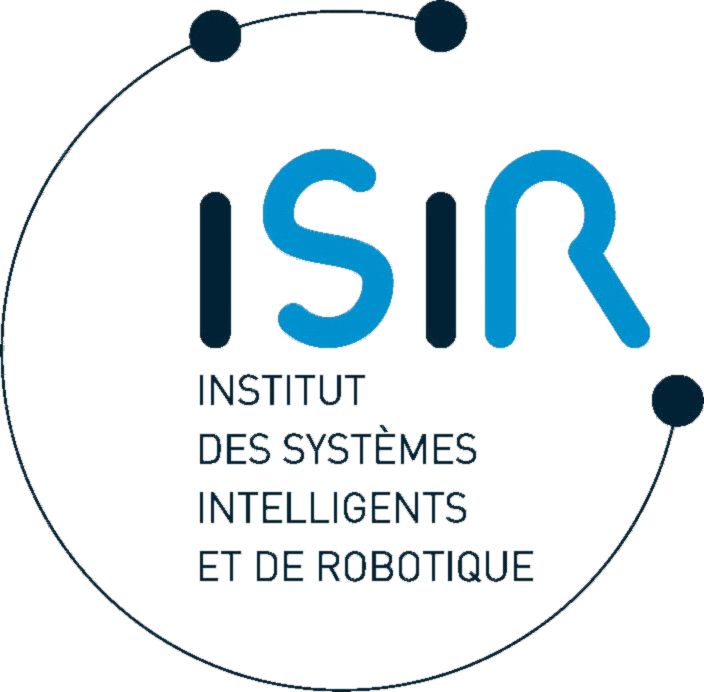 ISIR
INSTITUT
DES SYSTÈMES
INTELLIGENTS
ET DE ROBOTIQUE